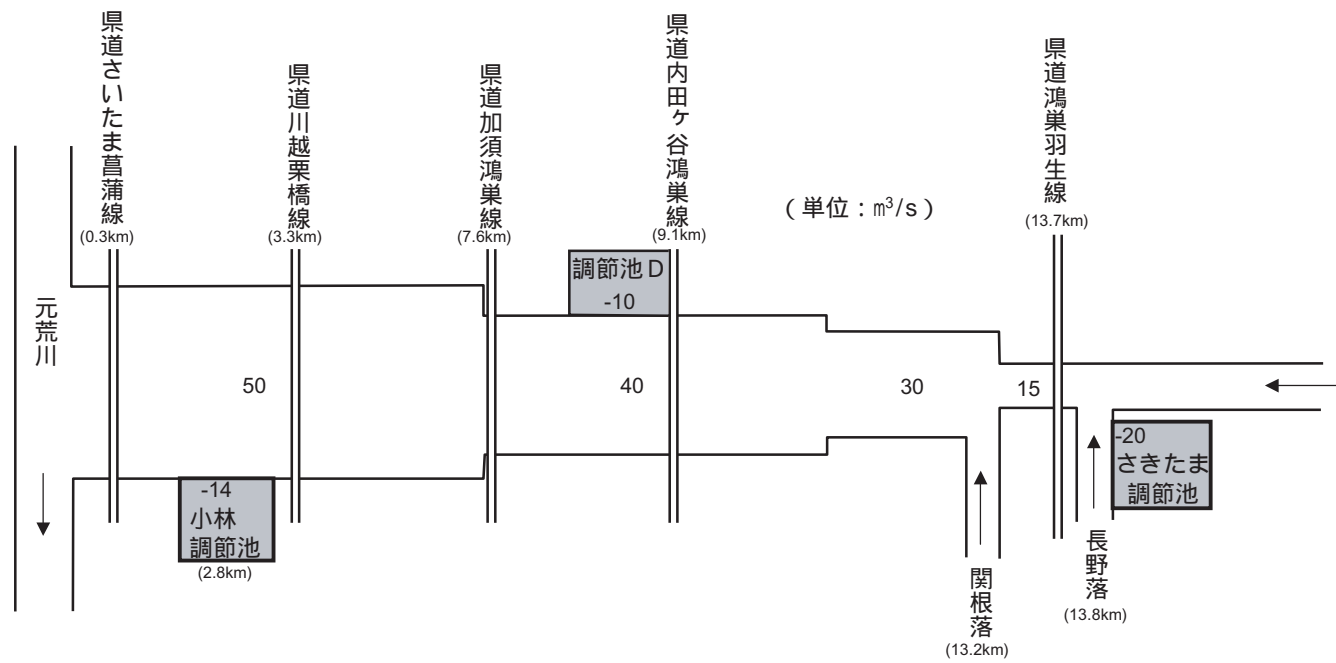 県道さいたま菖蒲線
(0.3km)
県道川越栗橋線
(3.3km)
県道加須鴻巣線
(7.6km)
県道内田ヶ谷鴻巣線
(9.1km)
(単位:m³/s)
県道鴻巣羽生線
(13.7km)
調節池D
-10
元荒川
50
40
30
15
-14
小林
調節池
(2.8km)
-20
さきたま
調節池
関根落
(13.2km)
長野落
(13.8km)